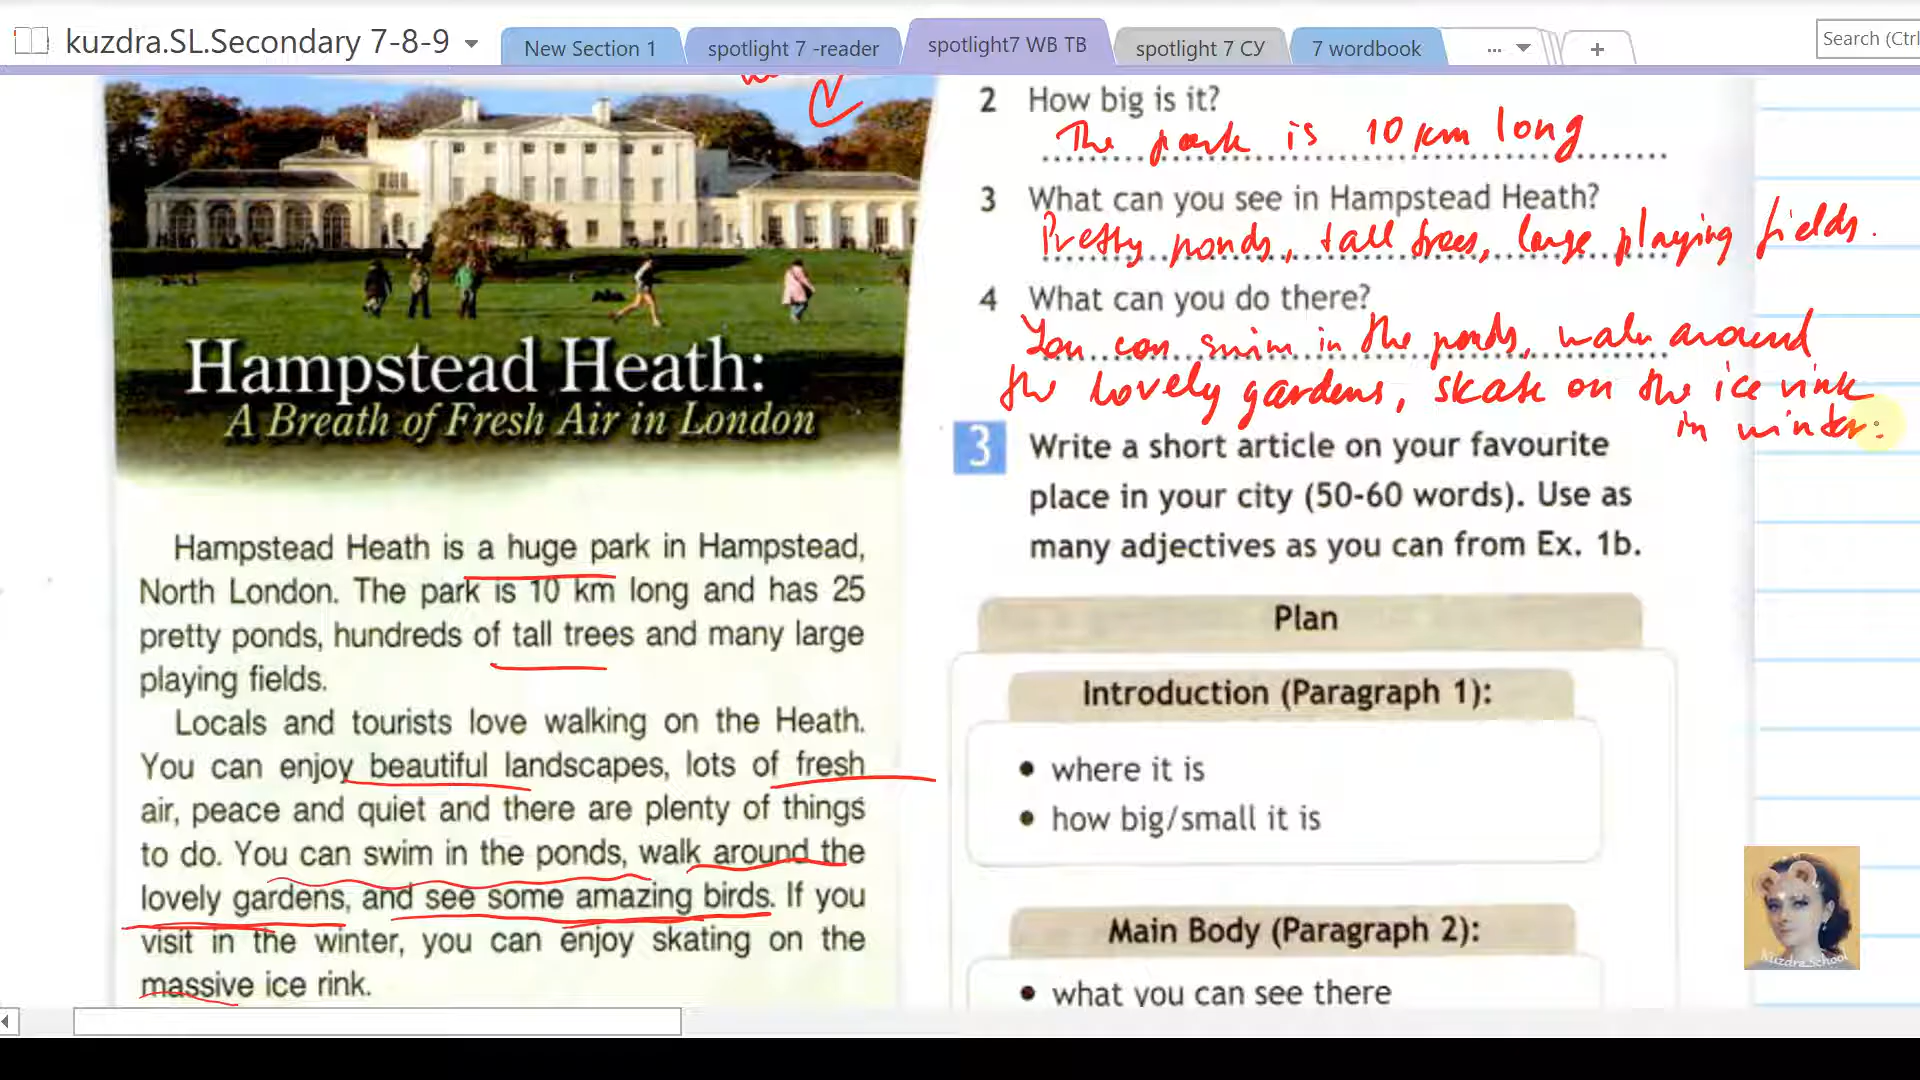 kuzdra.SL.Secondary 7-8-9
New Section 1
spotlight 7 -reader
spotlight7 WB TB
spotlight 7 СУ
7 wordbook
...
+
Search (Ctrl
Hampstead Heath:
A Breath of Fresh Air in London
Hampstead Heath is a huge park in Hampstead,
North London. The park is 10 km long and has 25
pretty ponds, hundreds of tall trees and many large
playing fields.
Locals and tourists love walking on the Heath.
You can enjoy beautiful landscapes, lots of fresh
air, peace and quiet and there are plenty of things
to do. You can swim in the ponds, walk around the
lovely gardens, and see some amazing birds. If you
visit in the winter, you can enjoy skating on the
massive ice rink.
2 How big is it?
The park is 10 km long
3 What can you see in Hampstead Heath?
Pretty ponds, tall trees, large playing fields.
4 What can you do there?
You can swim in the ponds, walk around
the lovely gardens, skate on the ice rink
in winter.
3 Write a short article on your favourite
place in your city (50-60 words). Use as
many adjectives as you can from Ex. 1b.
Plan
Introduction (Paragraph 1):
• where it is
• how big/small it is
Main Body (Paragraph 2):
• what you can see there
Kuzdra_School